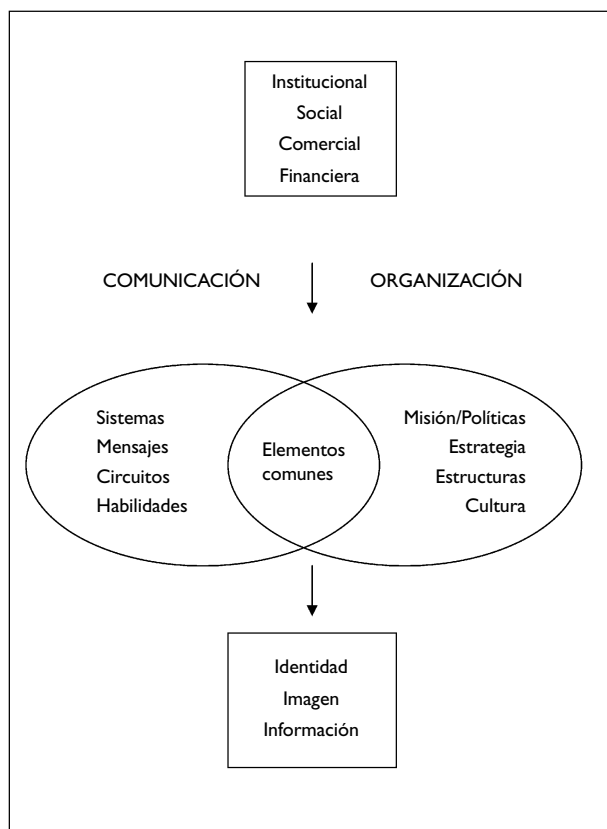 Institucional
Social
Comercial
Financiera
COMUNICACIÓN
ORGANIZACIÓN
Sistemas
Mensajes
Circuitos
Habilidades
Elementos
comunes
Misión/Políticas
Estrategia
Estructuras
Cultura
Identidad
Imagen
Información